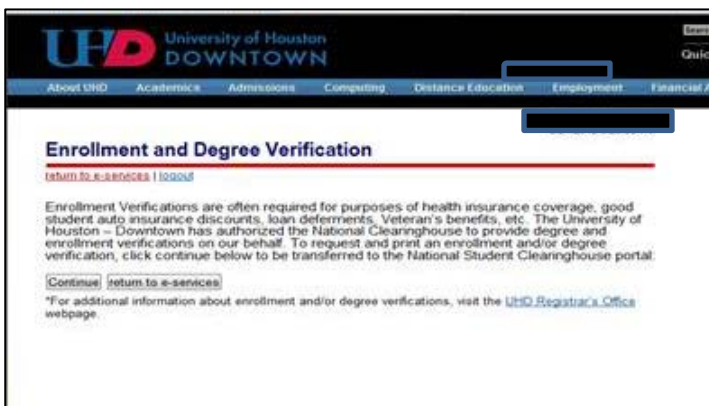 Search
UHD University of Houston
DOWNTOWN
Quic
About UHD Academics Admissions Computing Distance Education Employment Financial A
Enrollment and Degree Verification
return to e-services | logout
Enrollment Verifications are often required for purposes of health insurance coverage, good
student auto insurance discounts, loan deferments, Veteran's benefits, etc. The University of
Houston – Downtown has authorized the National Clearinghouse to provide degree and
enrollment verifications on our behalf. To request and print an enrollment and/or degree
verification, click continue below to be transferred to the National Student Clearinghouse portal.
Continue return to e-services
*For additional information about enrollment and/or degree verifications, visit the UHD Registrar's Office
webpage.